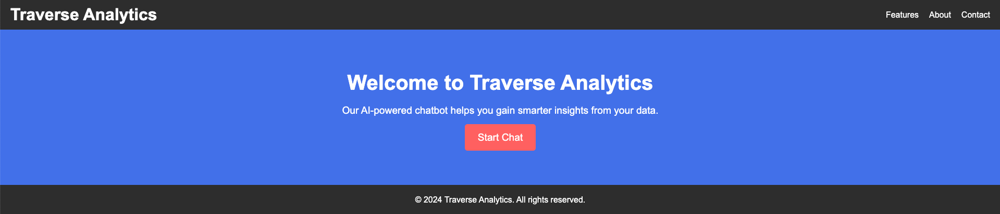 Traverse Analytics
Features About Contact
Welcome to Traverse Analytics
Our AI-powered chatbot helps you gain smarter insights from your data.
Start Chat
© 2024 Traverse Analytics. All rights reserved.